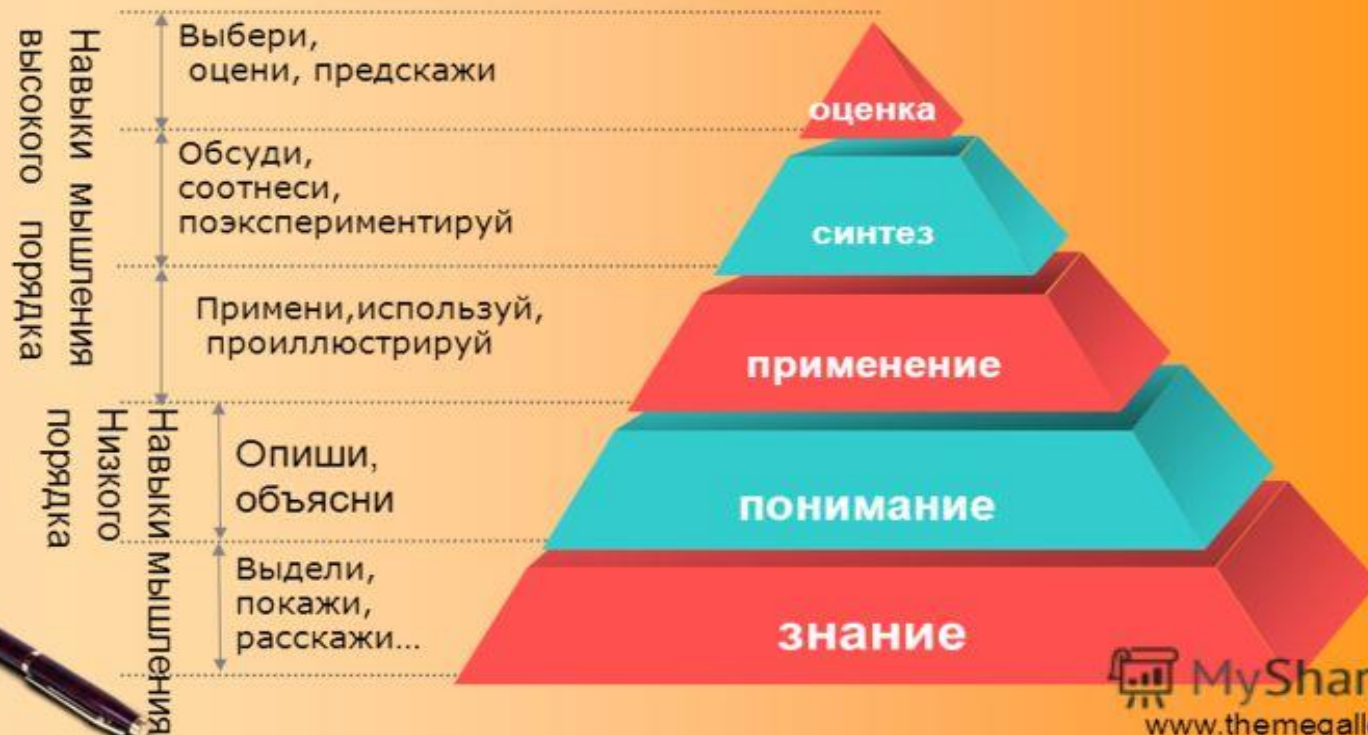 Навыки мышления
высокого порядка
Выбери,
оцени, предскажи
оценка
Обсуди,
соотнеси,
поэкспериментируй
синтез
Примени,используй,
проиллюстрируй
применение
Навыки мышления
Низкого
порядка
Опиши,
объясни
понимание
Выдели,
покажи,
расскажи...
знание
MyShar
www.themegall